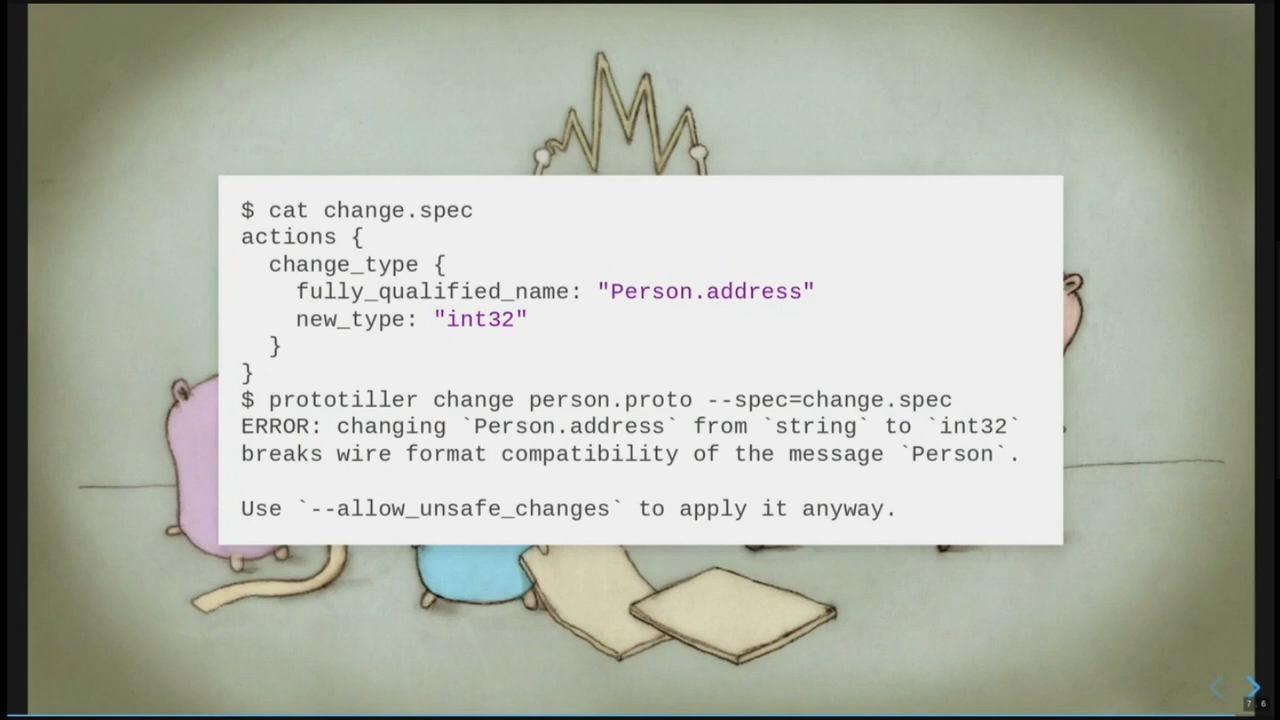 $ cat change.spec
actions {
  change_type {
    fully_qualified_name: "Person.address"
    new_type: "int32"
  }
}
$ prototiller change person.proto --spec=change.spec
ERROR: changing `Person.address` from `string` to `int32`
breaks wire format compatibility of the message `Person`.
Use `--allow_unsafe_changes` to apply it anyway.
7.6